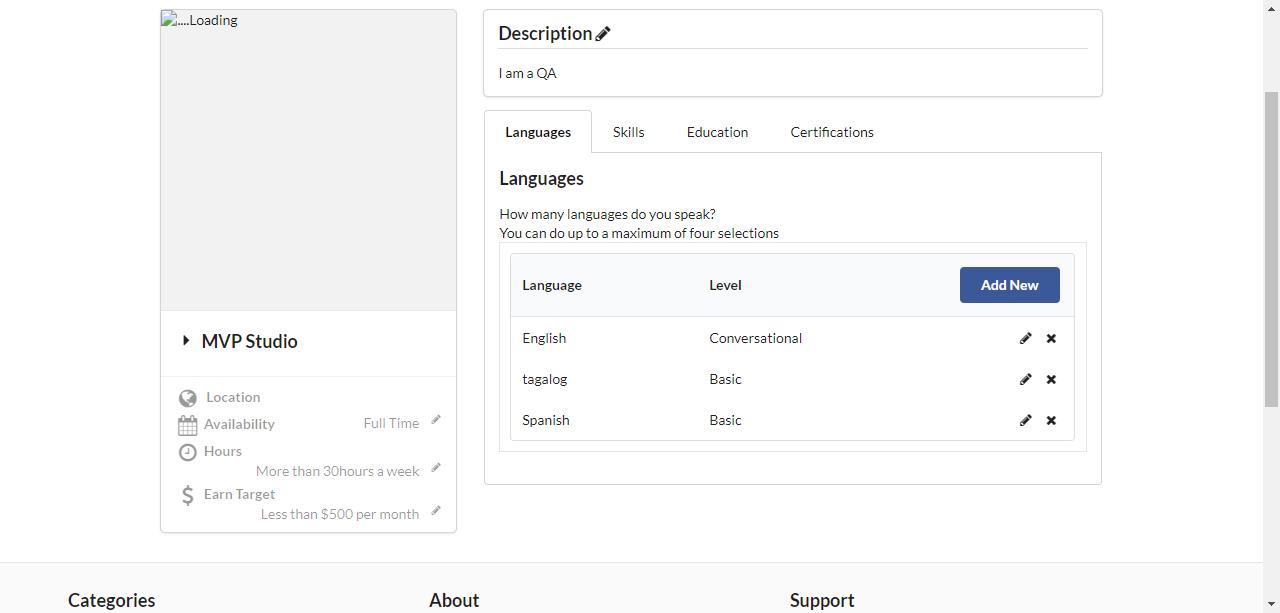 ....Loading
MVP Studio
Location
Availability Full Time
Hours
More than 30hours a week
Earn Target
Less than $500 per month
Description
I am a QA
Languages Skills Education Certifications
Languages
How many languages do you speak?
You can do up to a maximum of four selections
Language Level Add New
English Conversational
tagalog Basic
Spanish Basic
Categories About Support